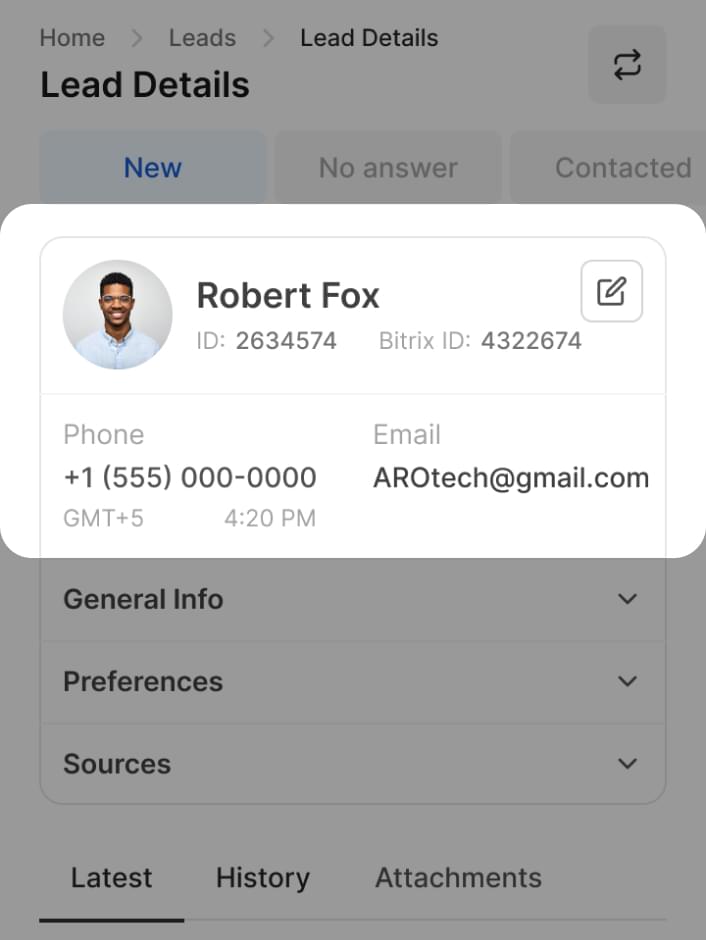 Home Leads Lead Details
Lead Details
New No answer Contacted
Robert Fox
ID: 2634574 Bitrix ID: 4322674
Phone Email
+1 (555) 000-0000 AROtech@gmail.com
GMT+5 4:20 PM
General Info
Preferences
Sources
Latest History Attachments